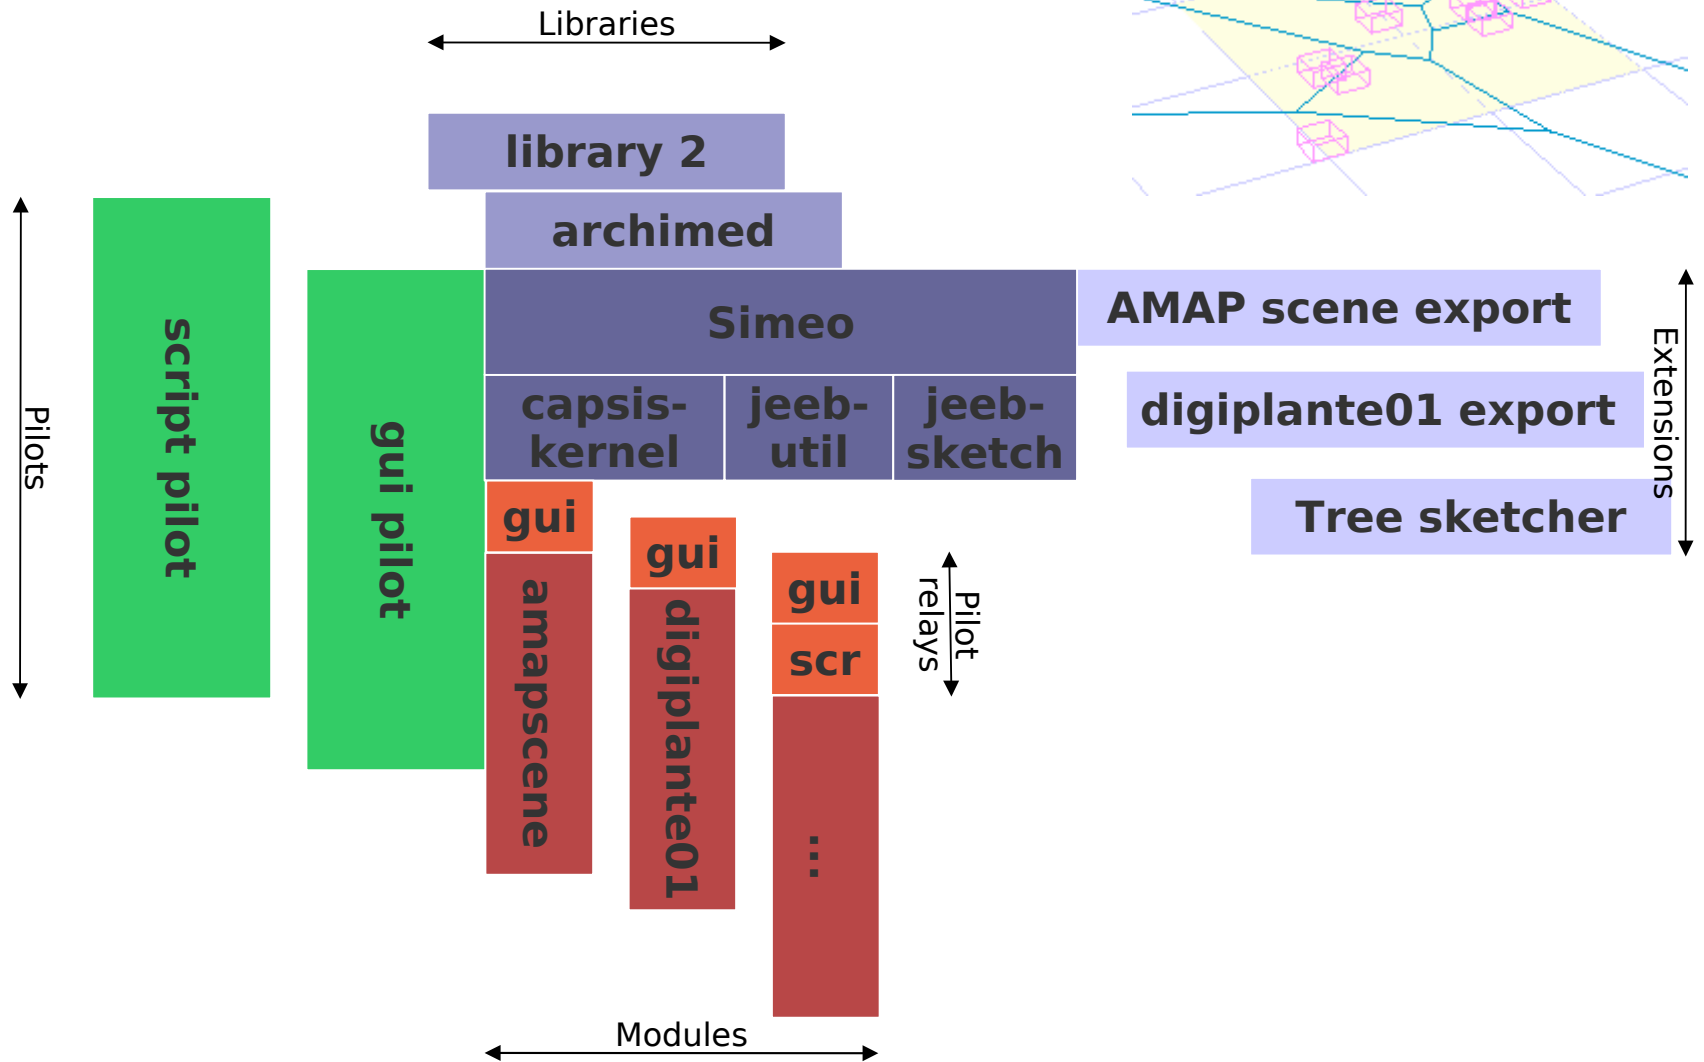 Libraries
library 2
archimed
Simeo
AMAP scene export
capsis-
kernel
jeeb-
util
jeeb-
sketch
digiplante01 export
Tree sketcher
Extensions
Pilots
script pilot
gui pilot
gui
amapscene
gui
digiplante01
gui
scr
...
Pilot
relays
Modules